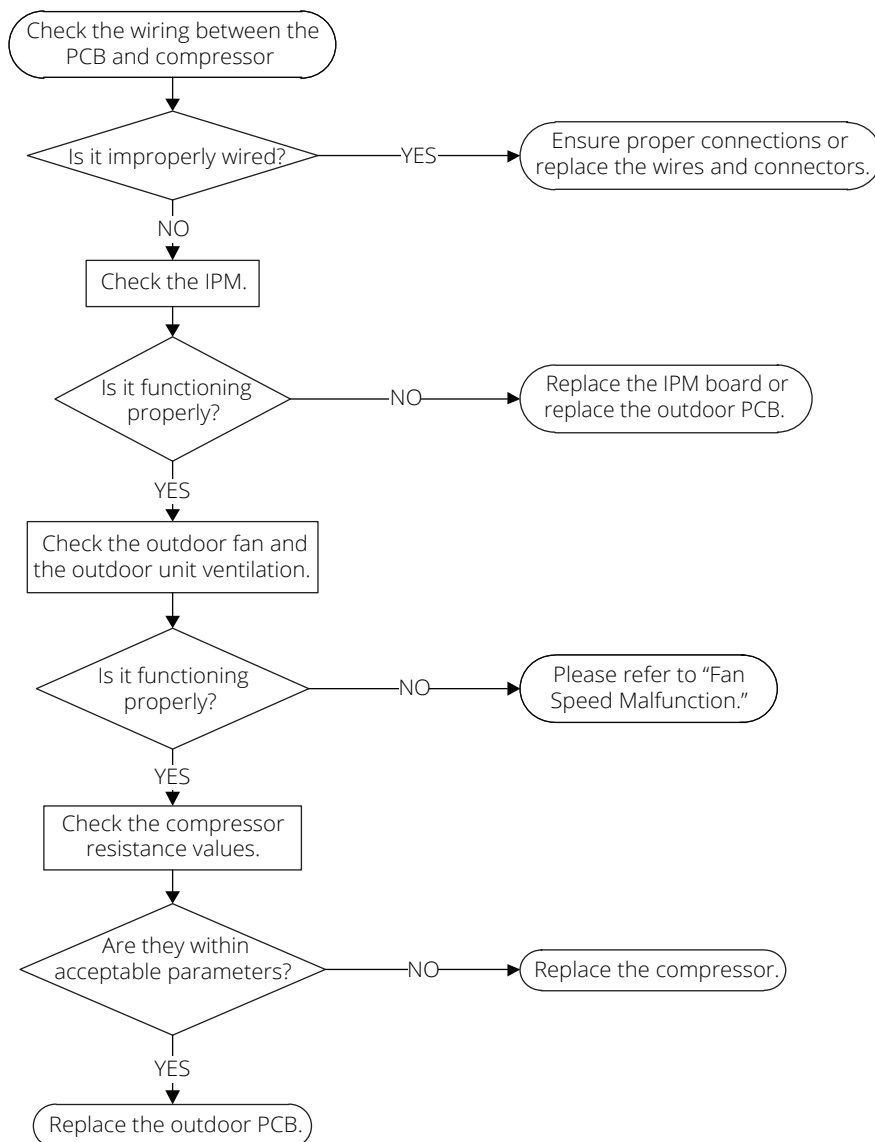 Check the wiring between the
PCB and compressor
Is it improperly wired?
YES
Ensure proper connections or
replace the wires and connectors.
NO
Check the IPM.
Is it functioning
properly?
NO
Replace the IPM board or
replace the outdoor PCB.
YES
Check the outdoor fan and
the outdoor unit ventilation.
Is it functioning
properly?
NO
Please refer to “Fan
Speed Malfunction.”
YES
Check the compressor
resistance values.
Are they within
acceptable parameters?
NO
Replace the compressor.
YES
Replace the outdoor PCB.